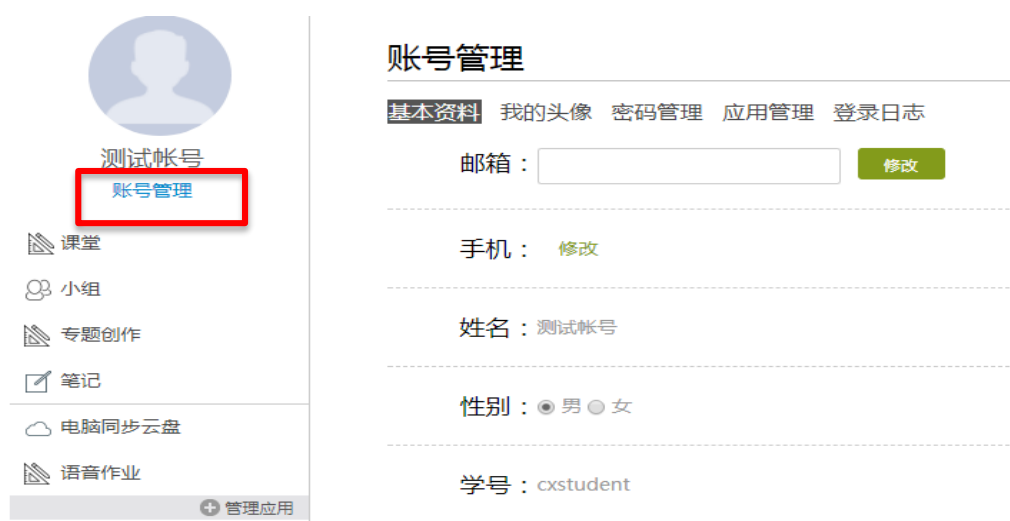 测试帐号
账号管理
课堂
小组
专题创作
笔记
电脑同步云盘
语音作业
管理应用
账号管理
基本资料 我的头像 密码管理 应用管理 登录日志
邮箱： 修改
手机： 修改
姓名：测试帐号
性别：男 女
学号：cxstudent